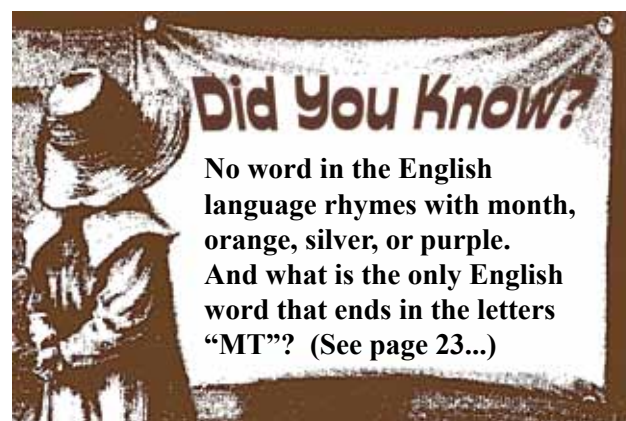 Did You Know?
No word in the English
language rhymes with month,
orange, silver, or purple.
And what is the only English
word that ends in the letters
“MT”?  (See page 23...)